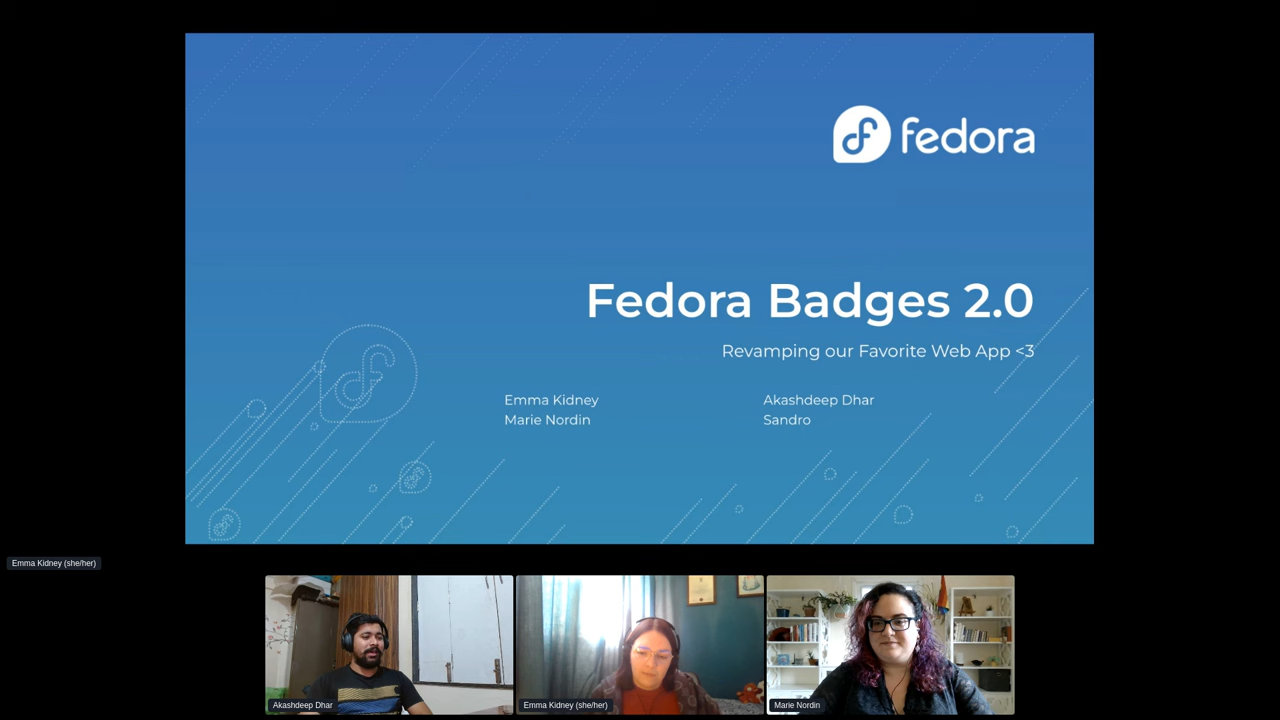 fedora
Fedora Badges 2.0
Revamping our Favorite Web App <3
Emma Kidney
Marie Nordin
Akashdeep Dhar
Sandro
Emma Kidney (she/her)
Akashdeep Dhar
Emma Kidney (she/her)
Marie Nordin